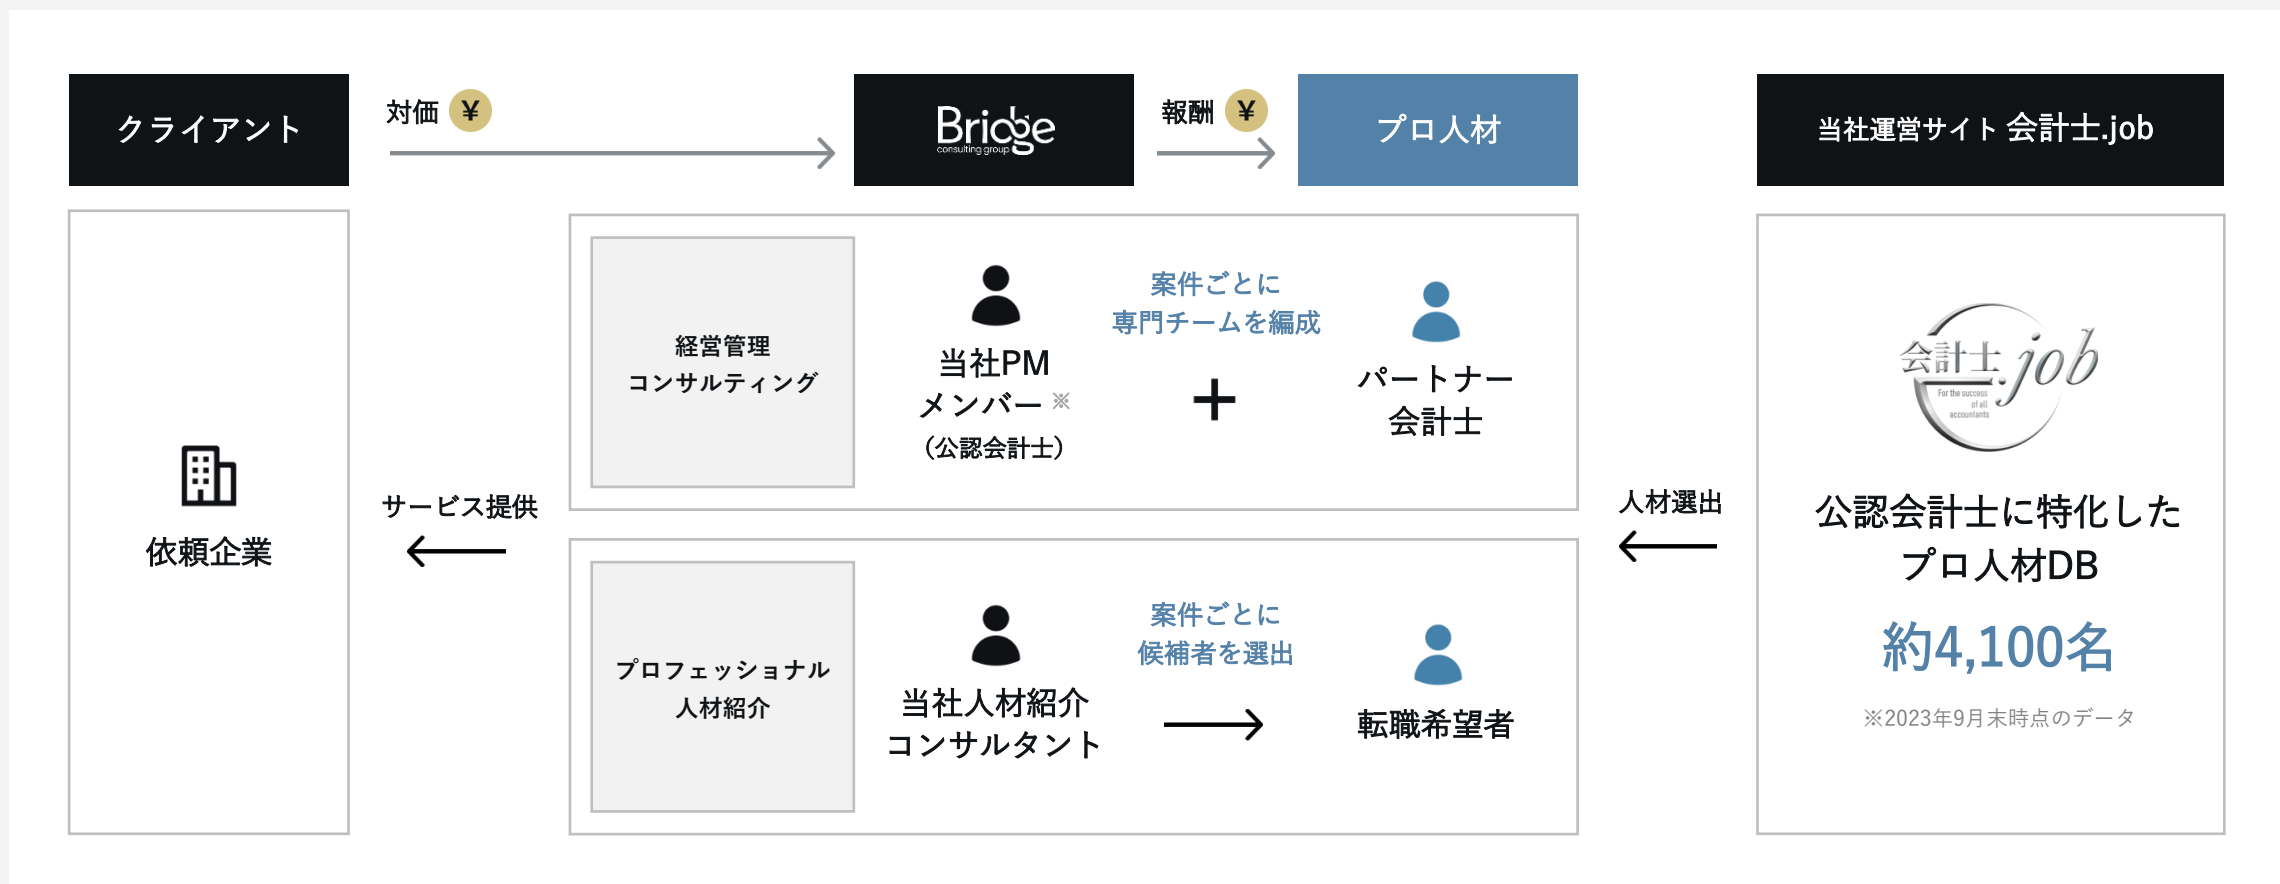 クライアント
対価 ¥
Bridge
consulting group
報酬 ¥
プロ人材
当社運営サイト 会計士.job
依頼企業
サービス提供
経営管理
コンサルティング
当社PM
メンバー ※
（公認会計士）
案件ごとに
専門チームを編成
+
パートナー
会計士
プロフェッショナル
人材紹介
当社人材紹介
コンサルタント
案件ごとに
候補者を選出
転職希望者
人材選出
会計士.job
For the success
of all
accountants
公認会計士に特化した
プロ人材DB
約4,100名
※2023年9月末時点のデータ